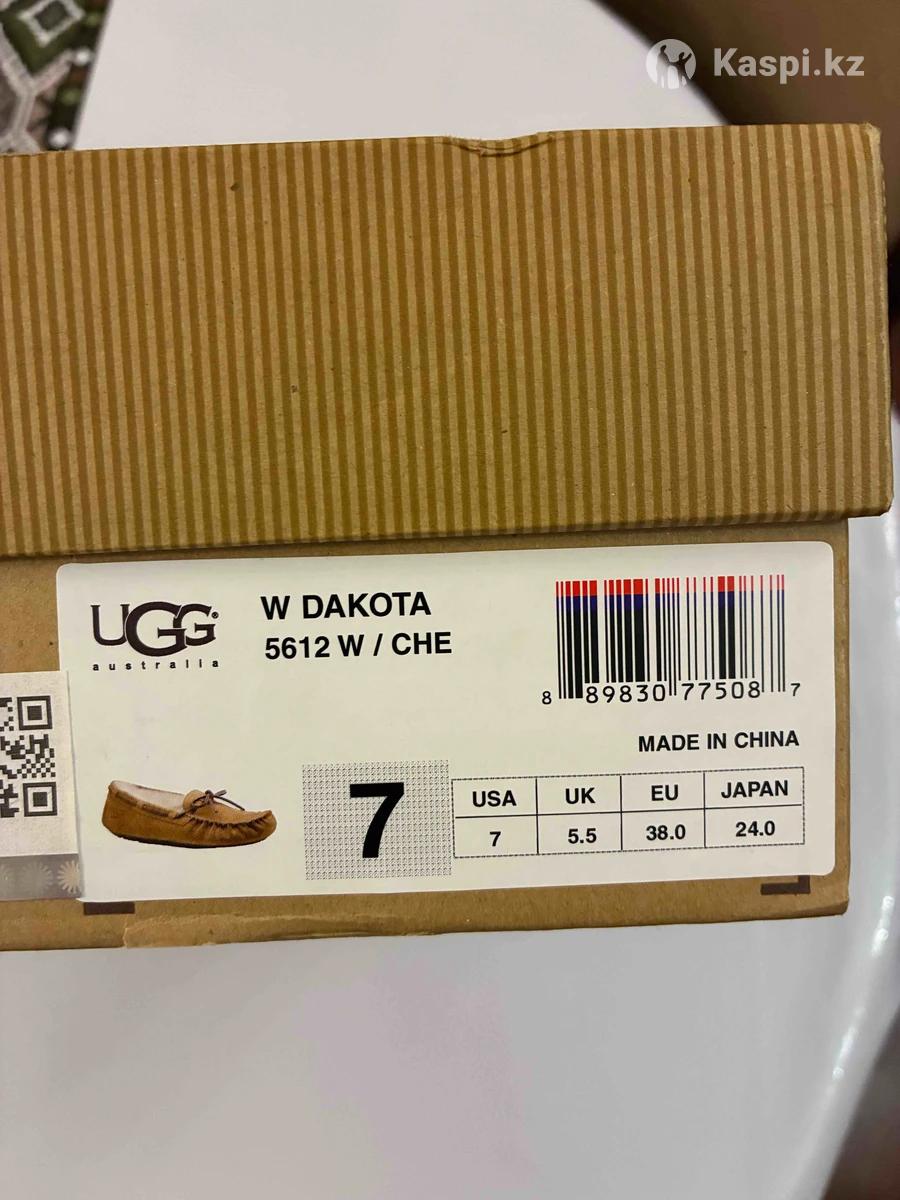 Kaspi.kz
UGG®
australia
W DAKOTA
5612 W / CHE
8 89830 77508 7
MADE IN CHINA
7
USA UK EU JAPAN
7 5.5 38.0 24.0